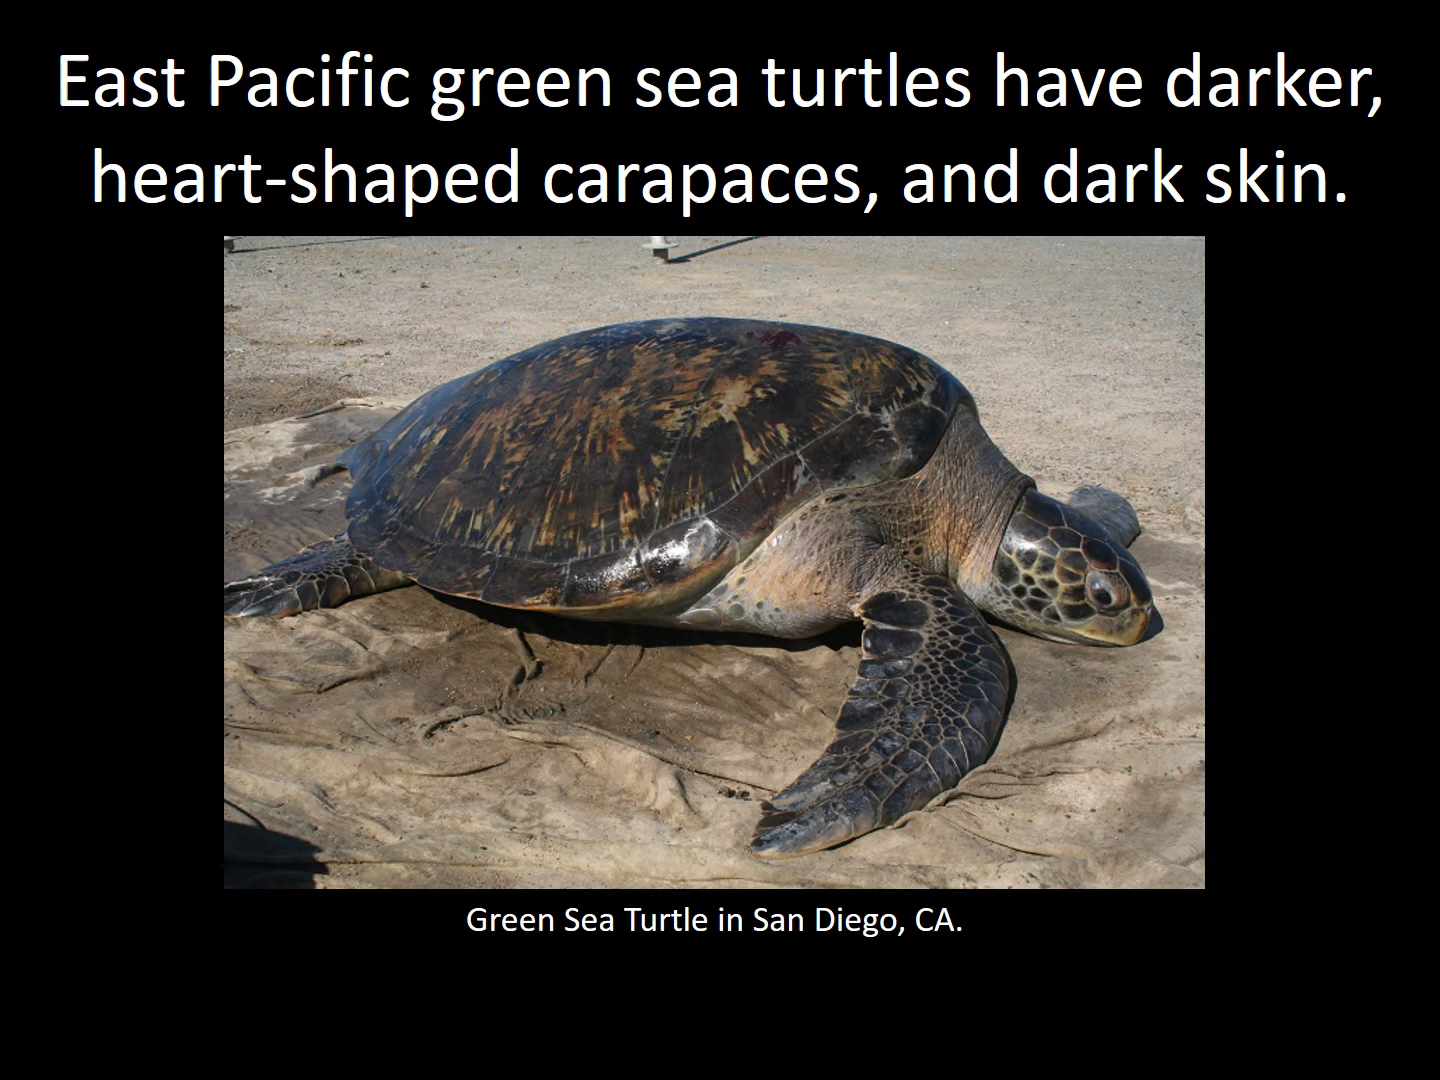 East Pacific green sea turtles have darker,
heart-shaped carapaces, and dark skin.
Green Sea Turtle in San Diego, CA.